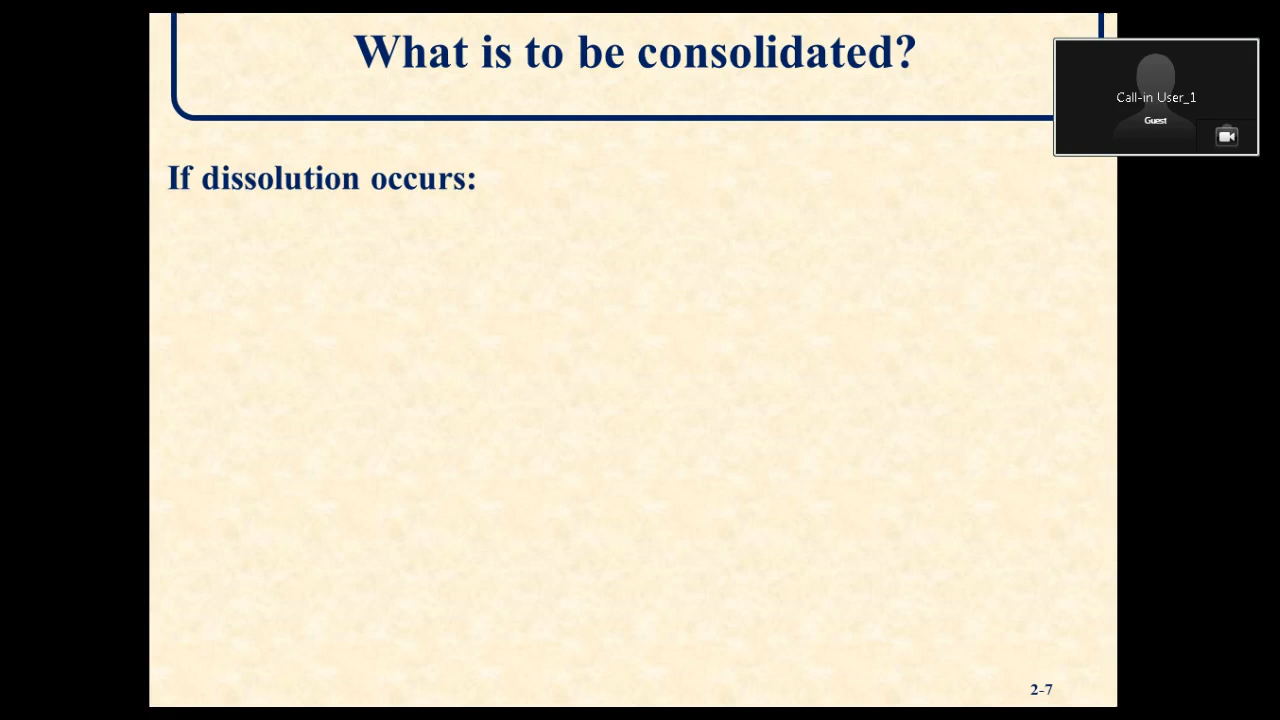 What is to be consolidated?
Call-in User_1
Guest
If dissolution occurs:
2-7